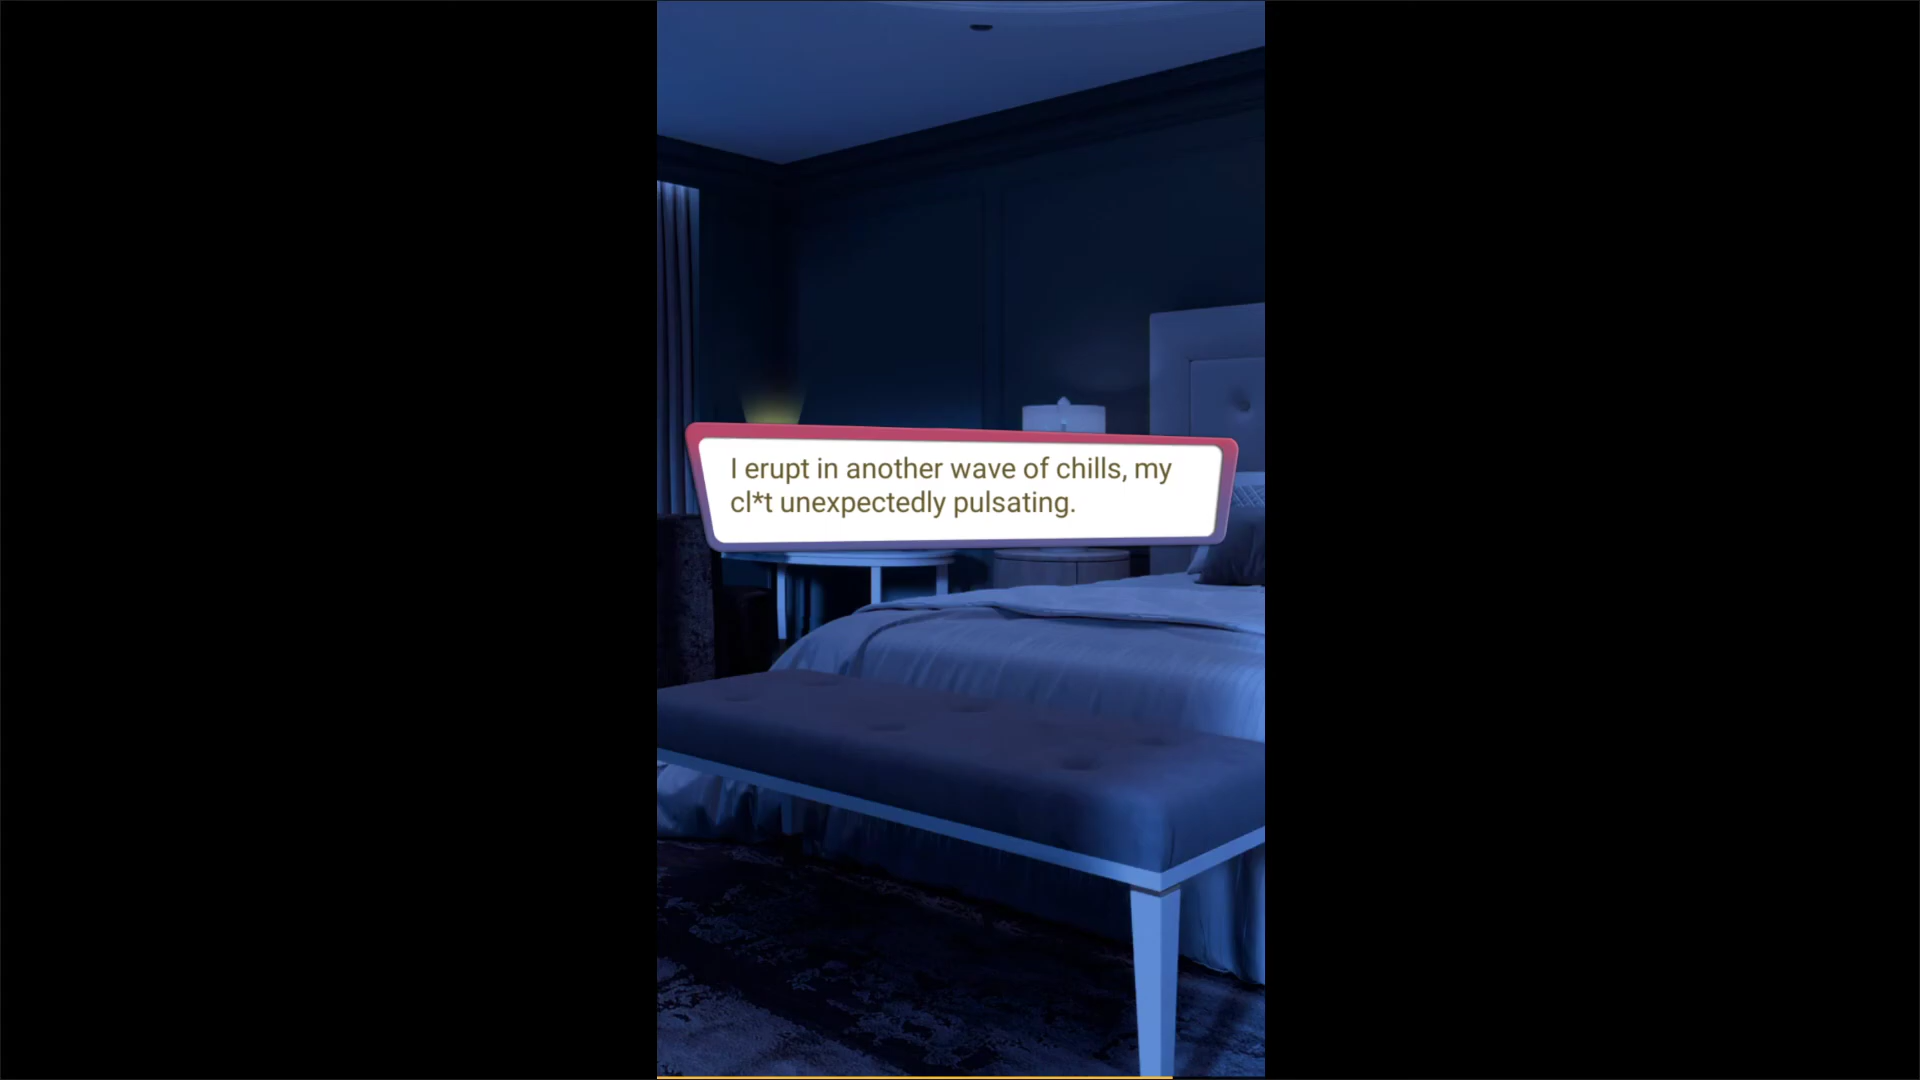 I erupt in another wave of chills, my
cl*t unexpectedly pulsating.